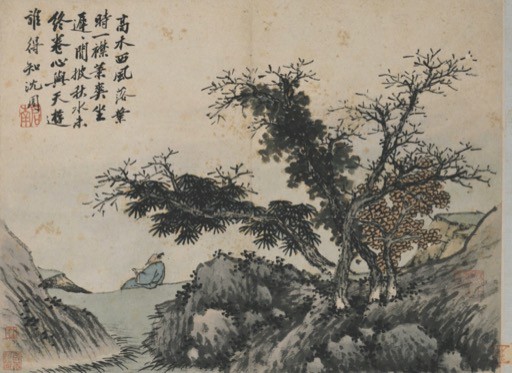 高木西風落葉
時一襟蕭爽坐
遲〻閒披秋水未
終卷心與天遊
誰得知沈周